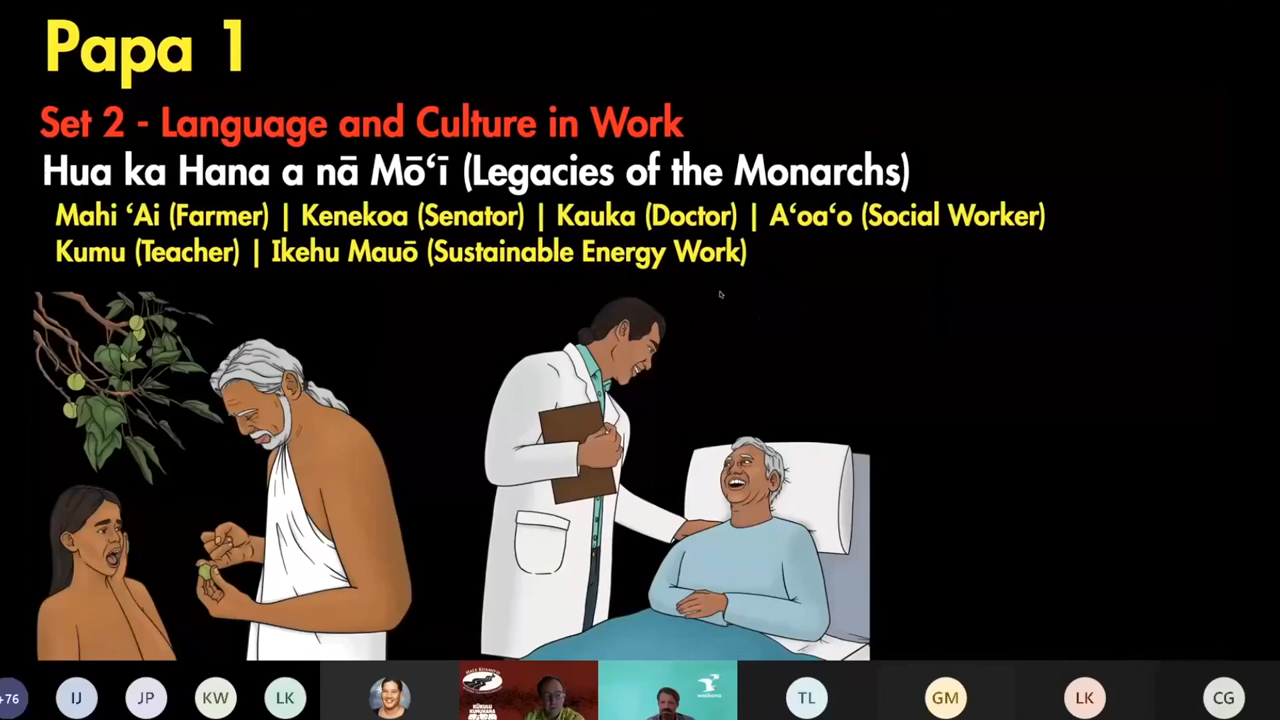 Papa 1
Set 2 - Language and Culture in Work
Hua ka Hana a nā Mōʻī (Legacies of the Monarchs)
Mahi ʻAi (Farmer) | Kenekoa (Senator) | Kauka (Doctor) | Aʻoaʻo (Social Worker)
Kumu (Teacher) | Ikehu Mauō (Sustainable Energy Work)
+76
IJ
JP
KW
LK
KŪKULU
KUMUHANA
TL
GM
LK
CG